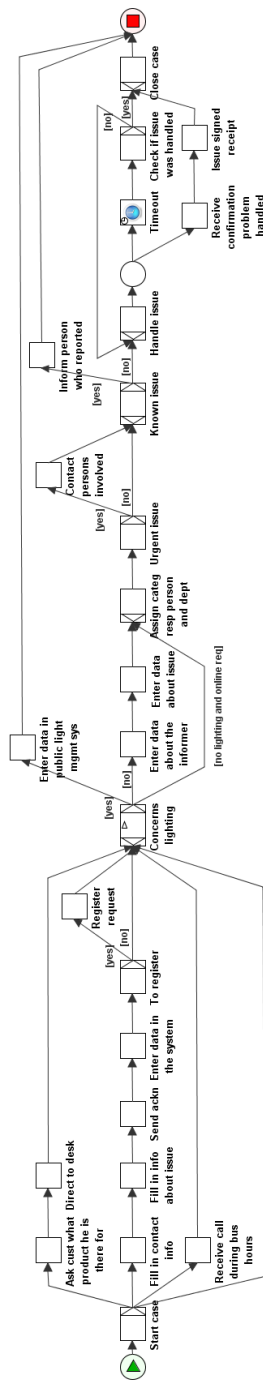 Start case
Ask cust what
product he is
there for
Direct to desk
Fill in contact
info
Fill in info
about issue
Send ackn
Enter data in
the system
To register
[yes]
[no]
Register
request
Receive call
during bus
hours
Concerns
lighting
[yes]
[no]
[no lighting and online req]
Enter data in
public light
mgmt sys
Enter data
about the
informer
Enter data
about issue
Assign categ
resp person
and dept
Urgent issue
[yes]
[no]
Contact
persons
involved
Known issue
[yes]
[no]
Inform person
who reported
Handle issue
Timeout
Receive
confirmation
problem
handled
Check if issue
was handled
[no]
[yes]
Issue signed
receipt
Close case